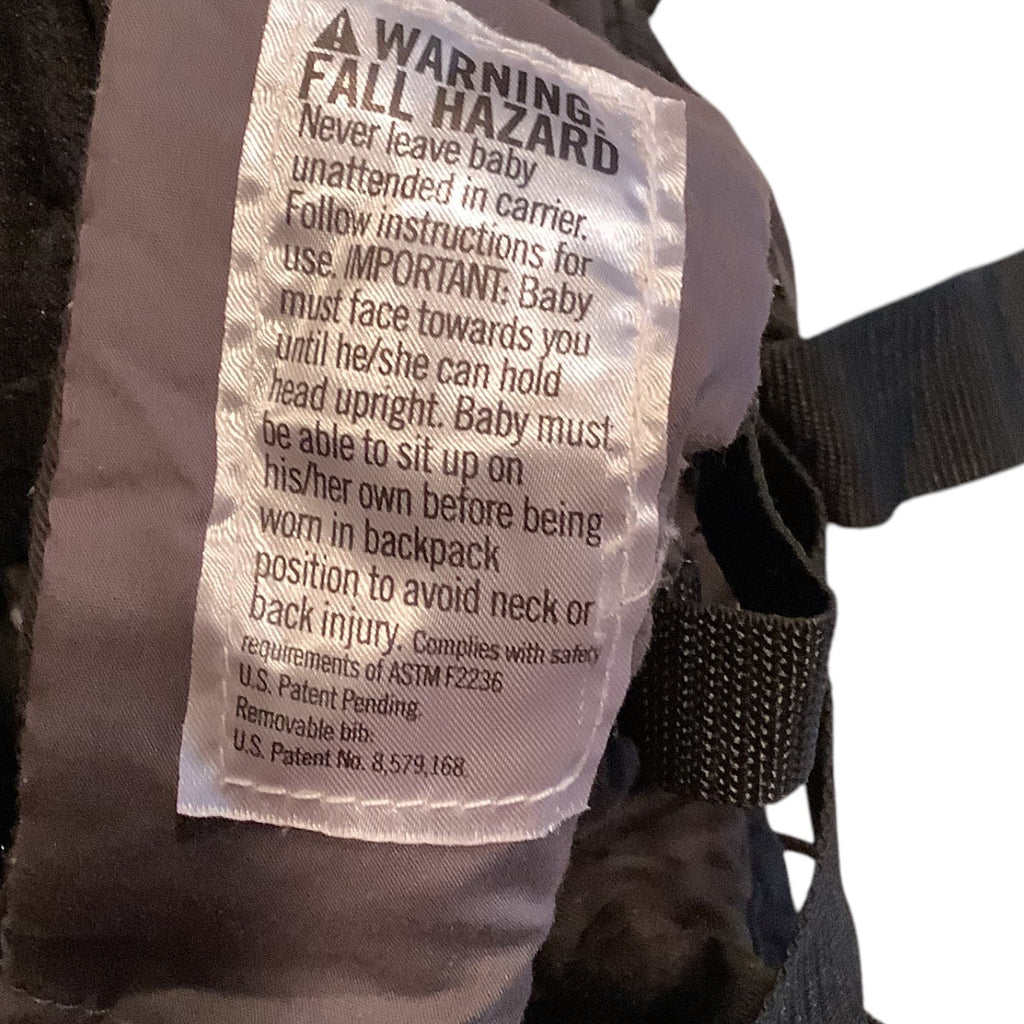 ⚠ WARNING:
FALL HAZARD
Never leave baby
unattended in carrier.
Follow instructions for
use. IMPORTANT: Baby
must face towards you
until he/she can hold
head upright. Baby must
be able to sit up on
his/her own before being
worn in backpack
position to avoid neck or
back injury. Complies with safety
requirements of ASTM F2236
U.S. Patent Pending.
Removable bib:
U.S. Patent No. 8,579,168